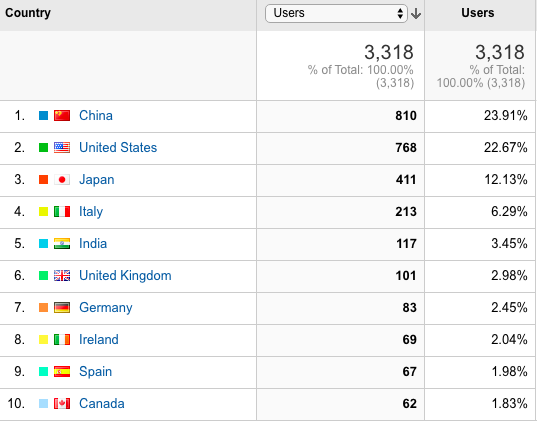 Country Users Users
3,318 3,318
% of Total: 100.00% % of Total:
(3,318) 100.00% (3,318)
1. China 810 23.91%
2. United States 768 22.67%
3. Japan 411 12.13%
4. Italy 213 6.29%
5. India 117 3.45%
6. United Kingdom 101 2.98%
7. Germany 83 2.45%
8. Ireland 69 2.04%
9. Spain 67 1.98%
10. Canada 62 1.83%